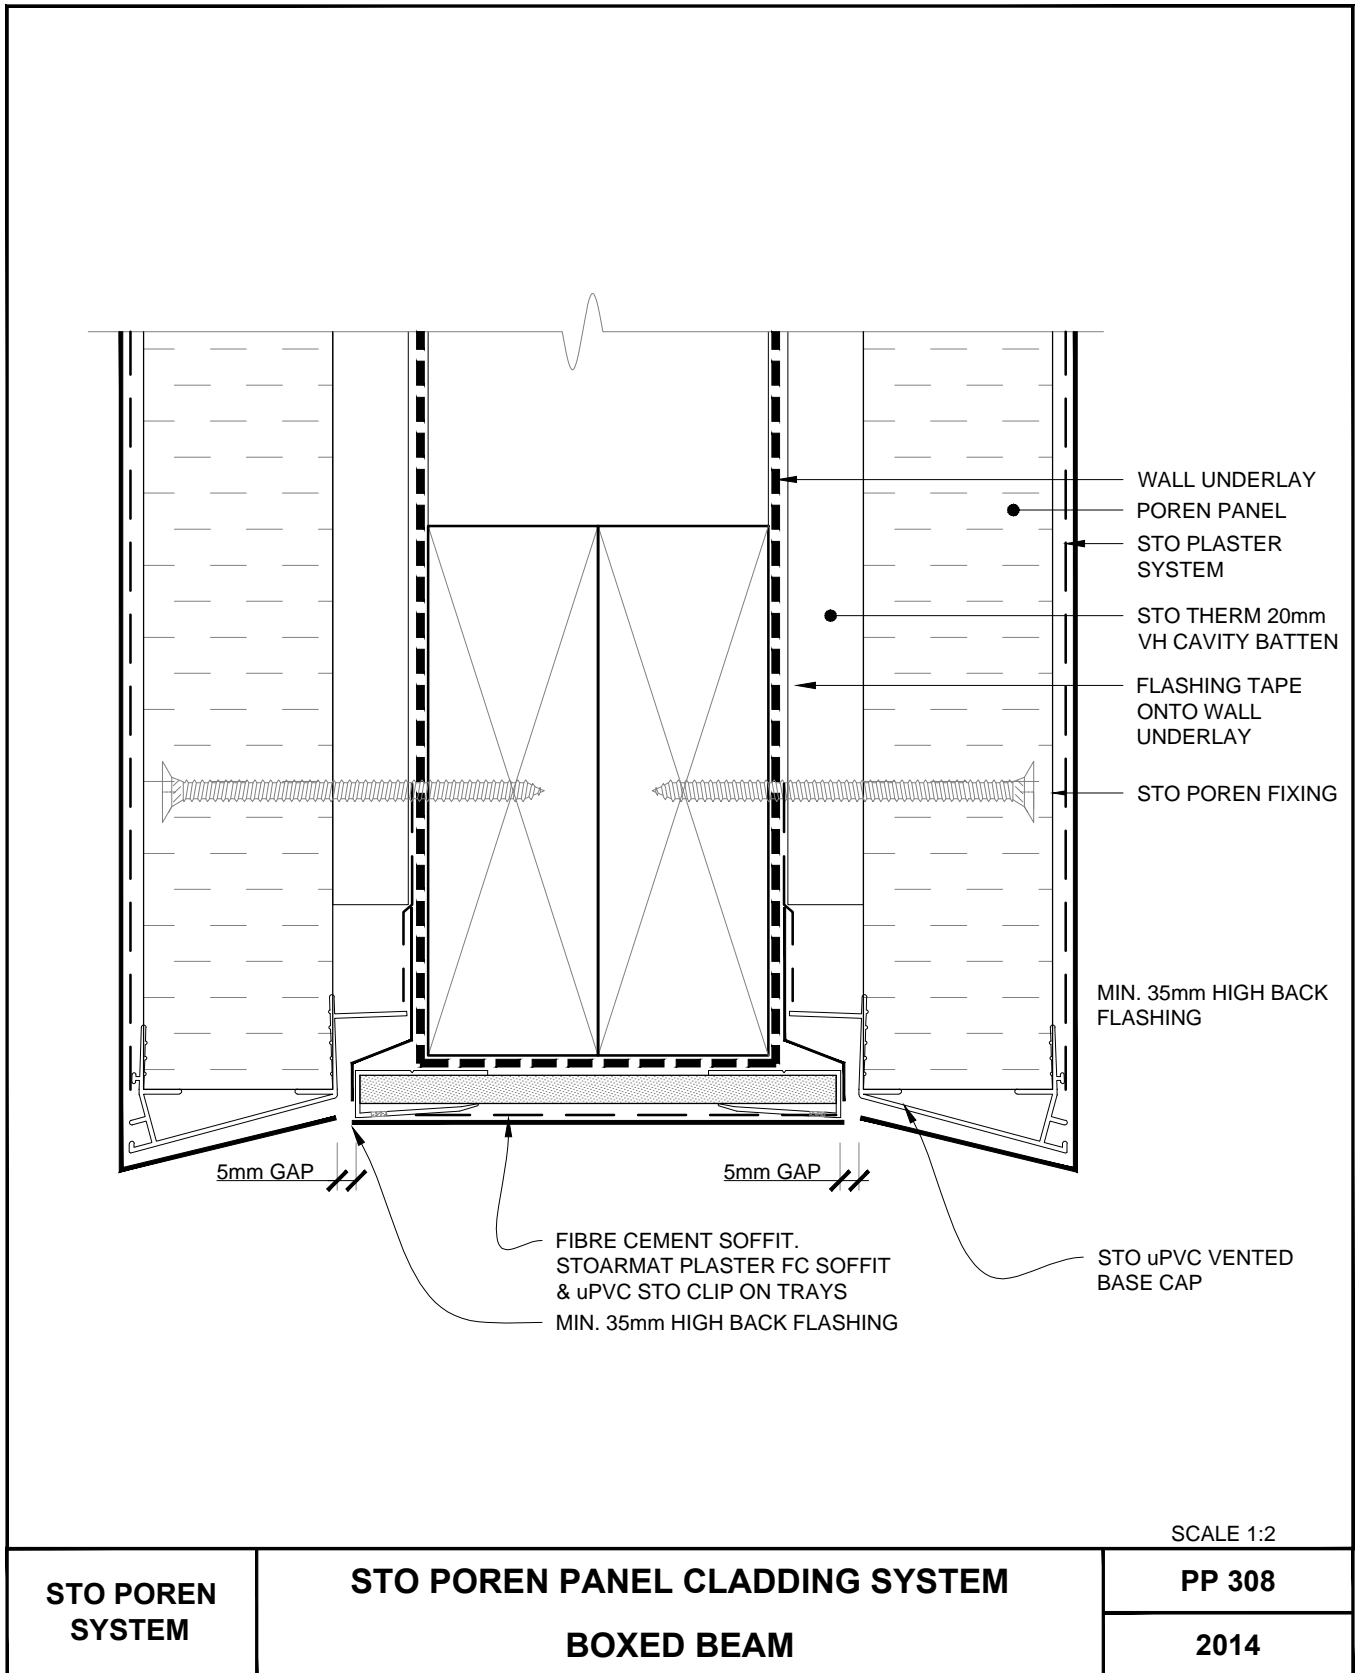 WALL UNDERLAY
POREN PANEL
STO PLASTER
SYSTEM
STO THERM 20mm
VH CAVITY BATTEN
FLASHING TAPE
ONTO WALL
UNDERLAY
STO POREN FIXING
MIN. 35mm HIGH BACK
FLASHING
5mm GAP
5mm GAP
FIBRE CEMENT SOFFIT.
STOARMAT PLASTER FC SOFFIT
& uPVC STO CLIP ON TRAYS
MIN. 35mm HIGH BACK FLASHING
STO uPVC VENTED
BASE CAP
SCALE 1:2
STO POREN
SYSTEM
STO POREN PANEL CLADDING SYSTEM
BOXED BEAM
PP 308
2014